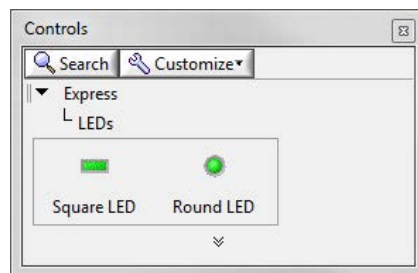 Controls
Search Customize
Express
LEDs
Square LED Round LED